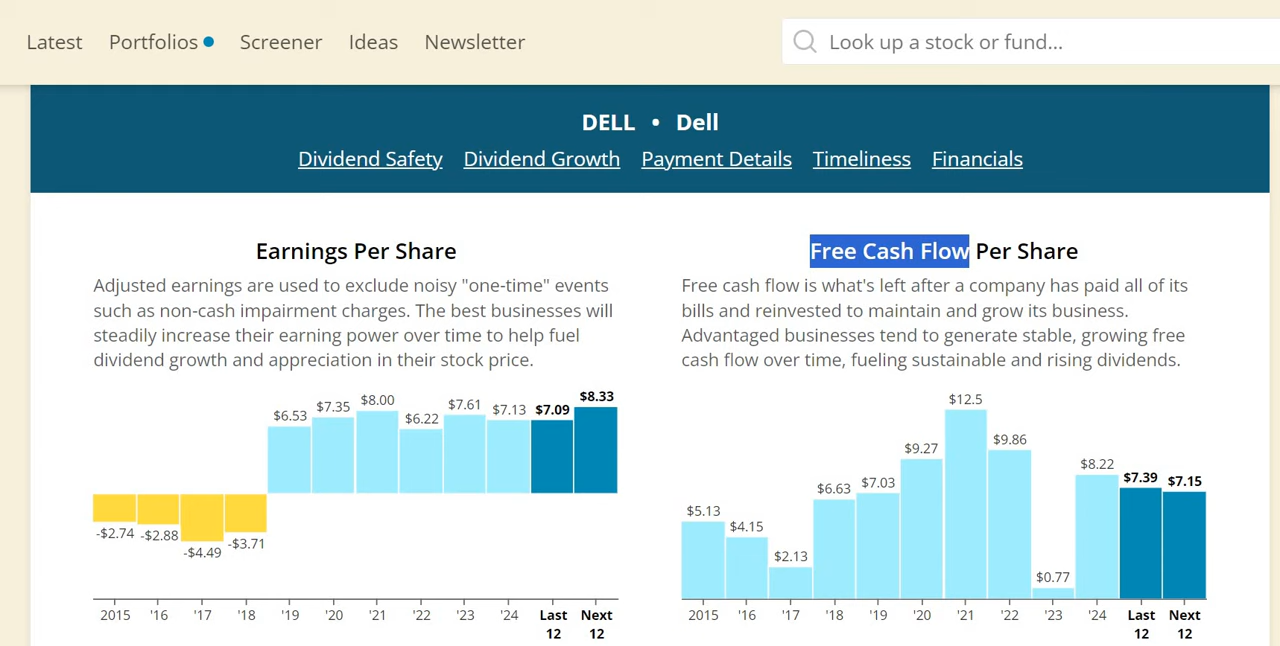 Latest Portfolios Screener Ideas Newsletter Look up a stock or fund...
DELL • Dell
Dividend Safety Dividend Growth Payment Details Timeliness Financials
Earnings Per Share
Adjusted earnings are used to exclude noisy "one-time" events
such as non-cash impairment charges. The best businesses will
steadily increase their earning power over time to help fuel
dividend growth and appreciation in their stock price.
$6.53 $7.35 $8.00 $6.22 $7.61 $7.13 $7.09 $8.33
-$2.74 -$2.88 -$4.49 -$3.71
2015 '16 '17 '18 '19 '20 '21 '22 '23 '24 Last Next
12 12
Free Cash Flow Per Share
Free cash flow is what's left after a company has paid all of its
bills and reinvested to maintain and grow its business.
Advantaged businesses tend to generate stable, growing free
cash flow over time, fueling sustainable and rising dividends.
$5.13 $4.15 $2.13 $6.63 $7.03 $9.27 $12.5 $9.86 $0.77 $8.22 $7.39 $7.15
2015 '16 '17 '18 '19 '20 '21 '22 '23 '24 Last Next
12 12